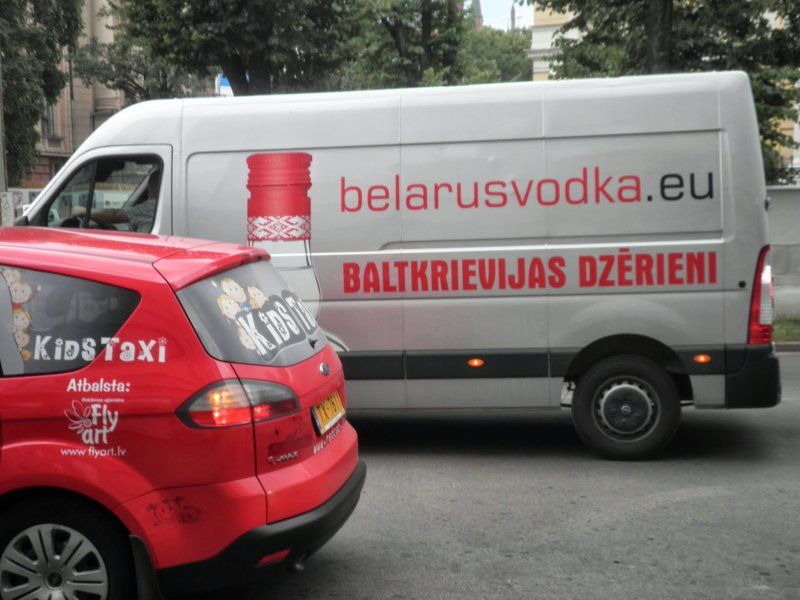 belarusvodka.eu
BALTKRIEVIJAS DZĒRIENI
KiDS TaXi
KiDS
Atbalsta:
Fly
art
www.flyart.lv